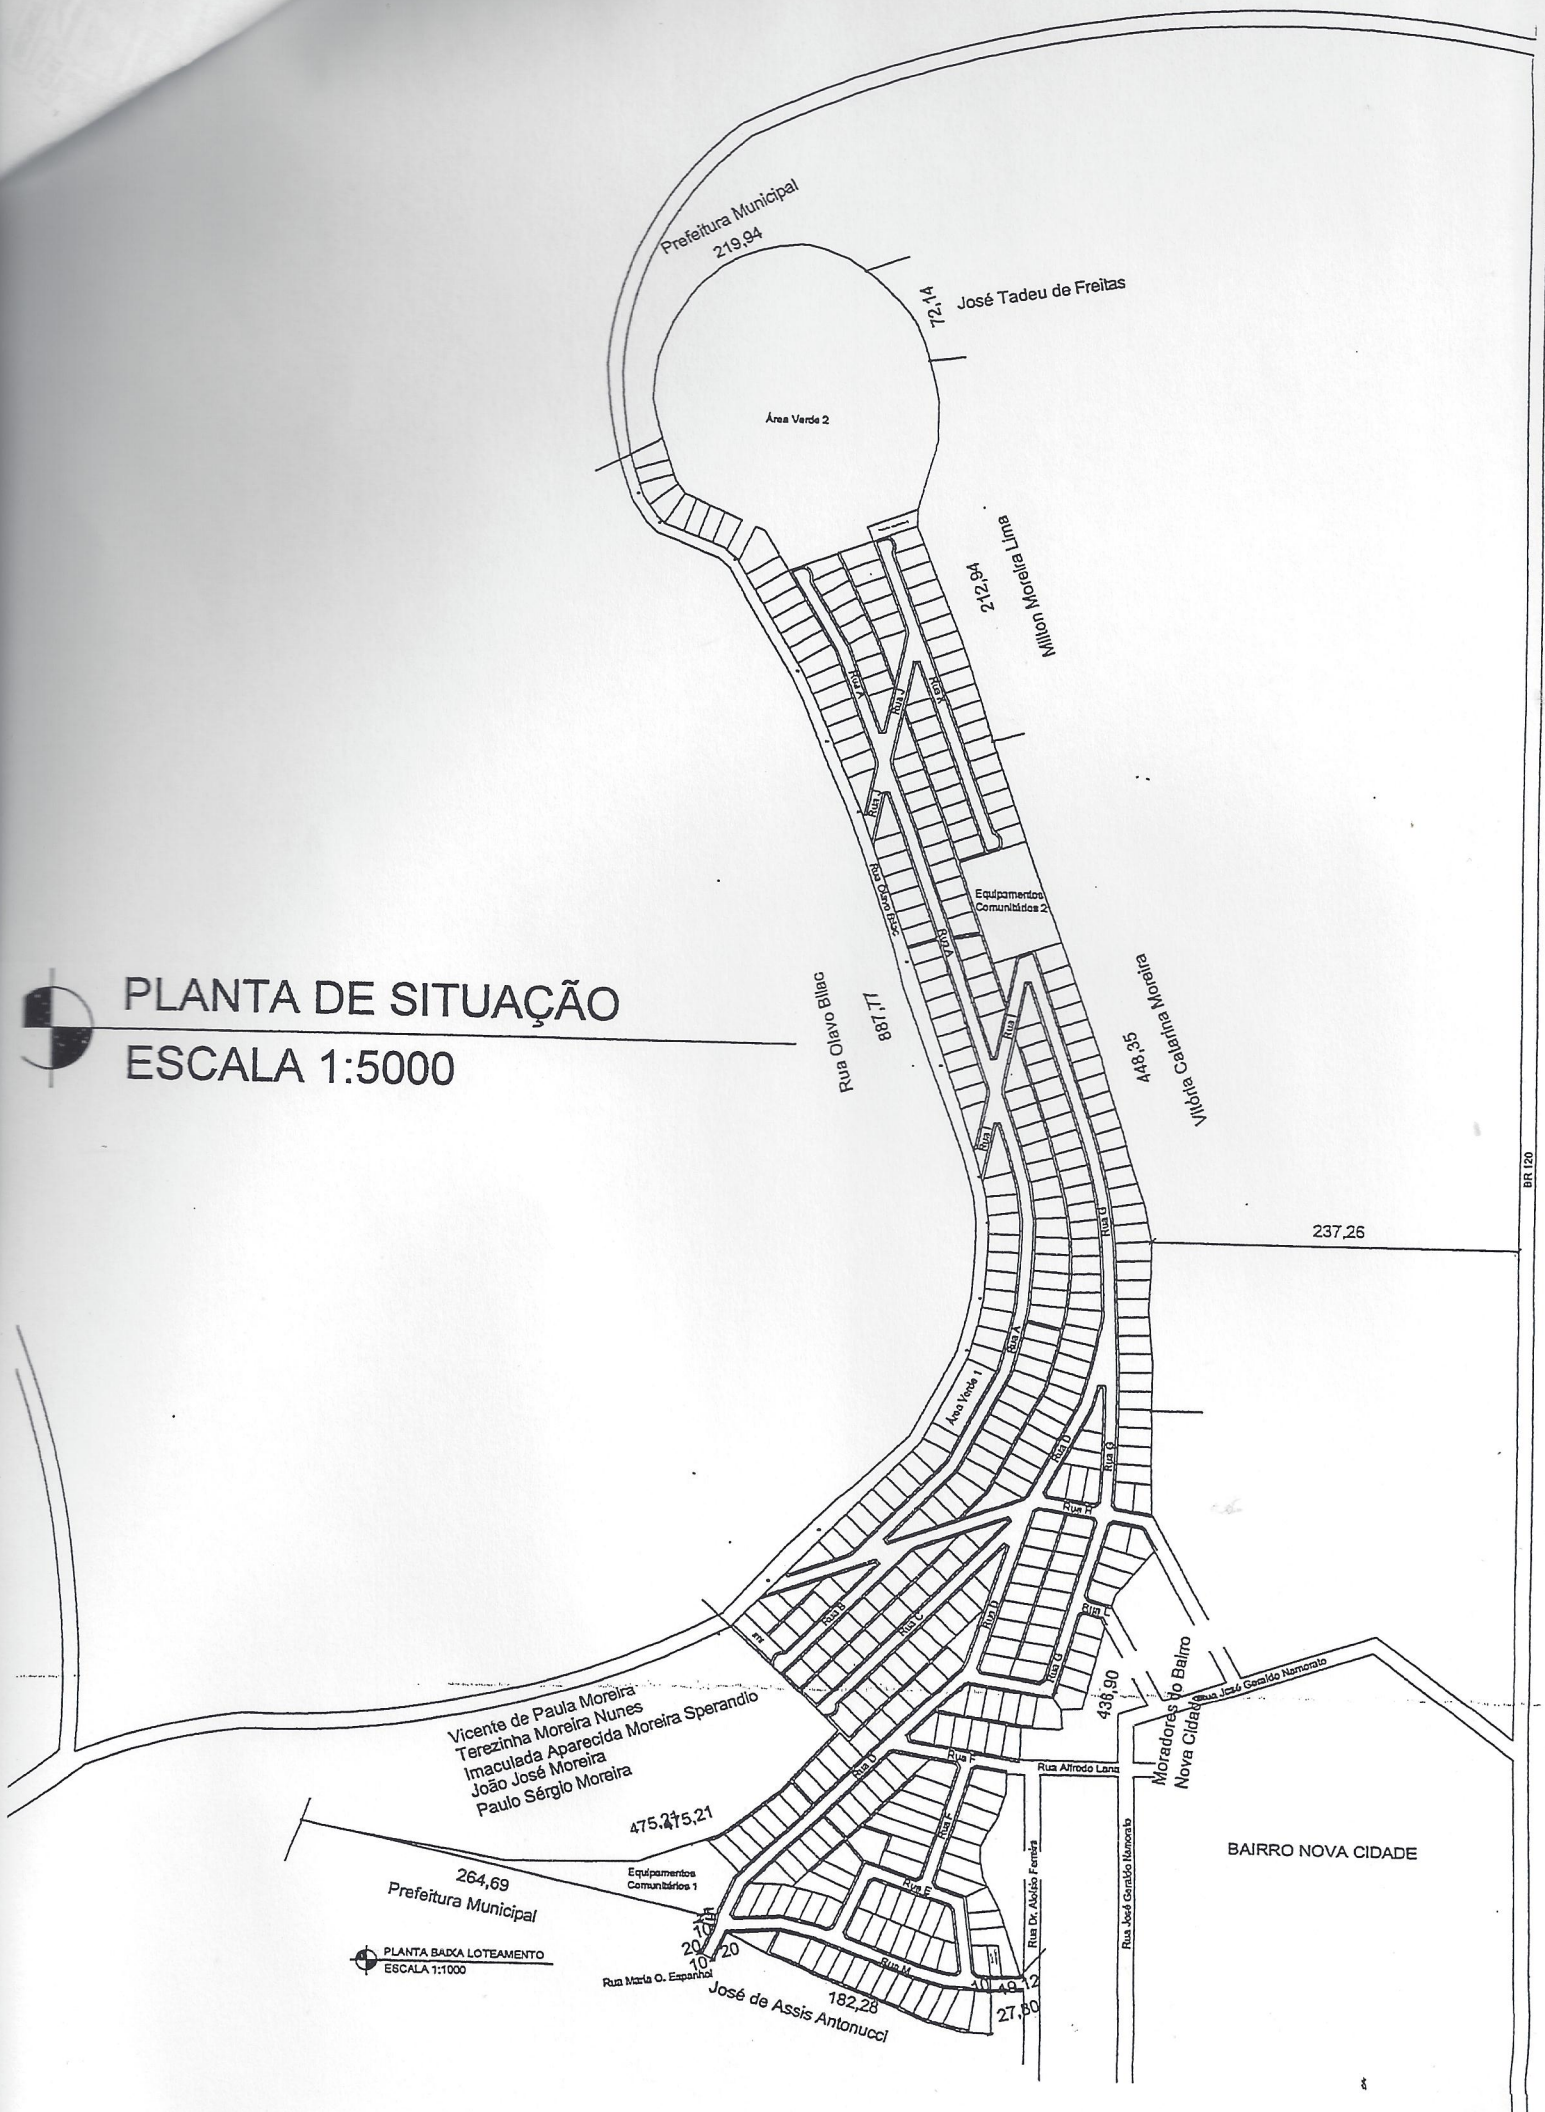 Prefeitura Municipal
219,94
72,14
José Tadeu de Freitas
Área Verde 2
212,94
Milton Moreira Lima
Rua A
Rua J
Rua K
Rua J
Rua Olavo Bilac
Equipamentos
Comunitários 2
Rua A
PLANTA DE SITUAÇÃO
ESCALA 1:5000
Rua Olavo Bilac
887,77
Rua I
448,35
Vitória Catarina Moreira
Rua I
BR 120
Rua G
237,26
Rua A
Área Verde 1
Rua D
Rua G
Rua H
Rua B
Rua C
Rua D
Rua G
436,90
Moradores do Bairro
Nova Cidade
Rua José Geraldo Namorato
Vicente de Paula Moreira
Terezinha Moreira Nunes
Imaculada Aparecida Moreira Sperandio
João José Moreira
Paulo Sérgio Moreira
475,21
475,21
Rua D
Rua F
Rua Alfredo Lana
Rua F
BAIRRO NOVA CIDADE
264,69
Prefeitura Municipal
Equipamentos
Comunitários 1
Rua E
Rua Dr. Aloísio Ferreira
Rua José Geraldo Namorato
PLANTA BAIXA LOTEAMENTO
ESCALA 1:1000
10
20
20
10
Rua Maria O. Espanhol
Rua M
10
49,12
27,80
182,28
José de Assis Antonucci